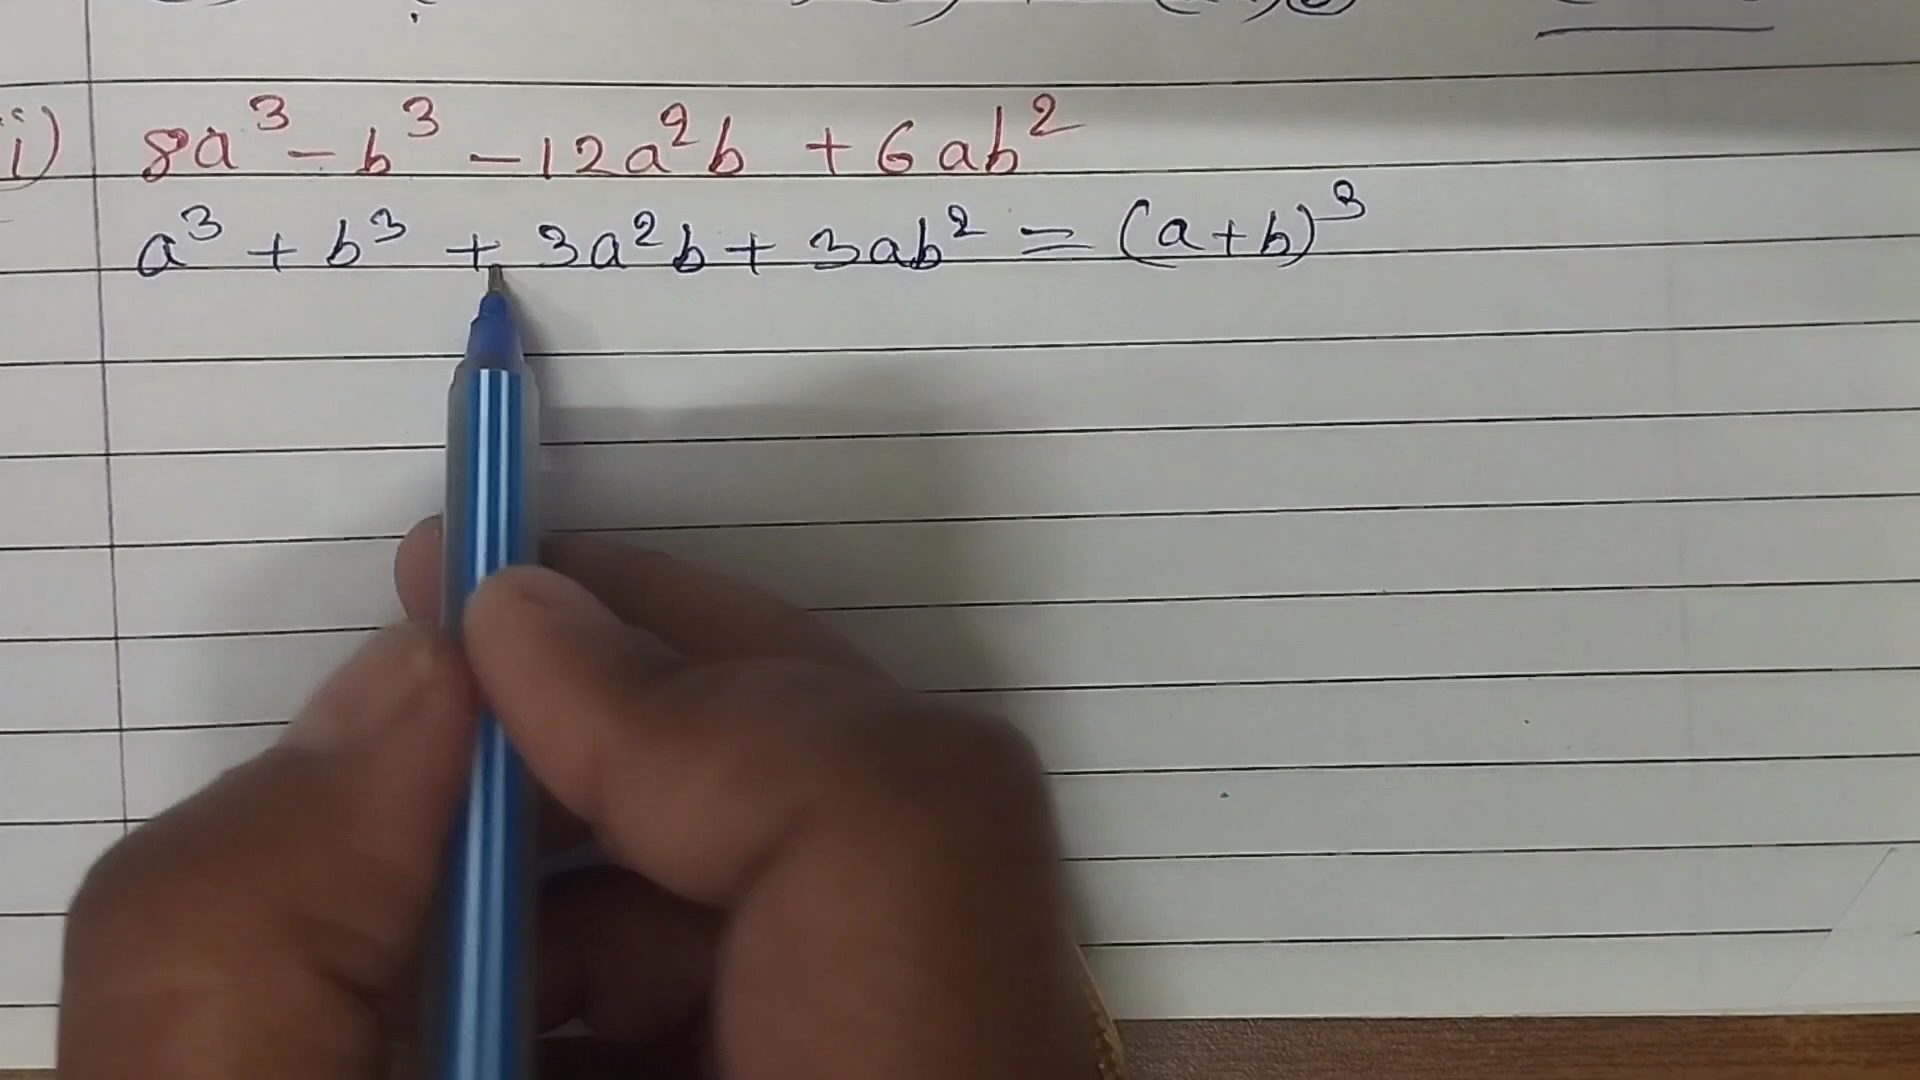 i) 8a³ - b³ - 12a²b + 6ab²
a³ + b³ + 3a²b + 3ab² = (a+b)³